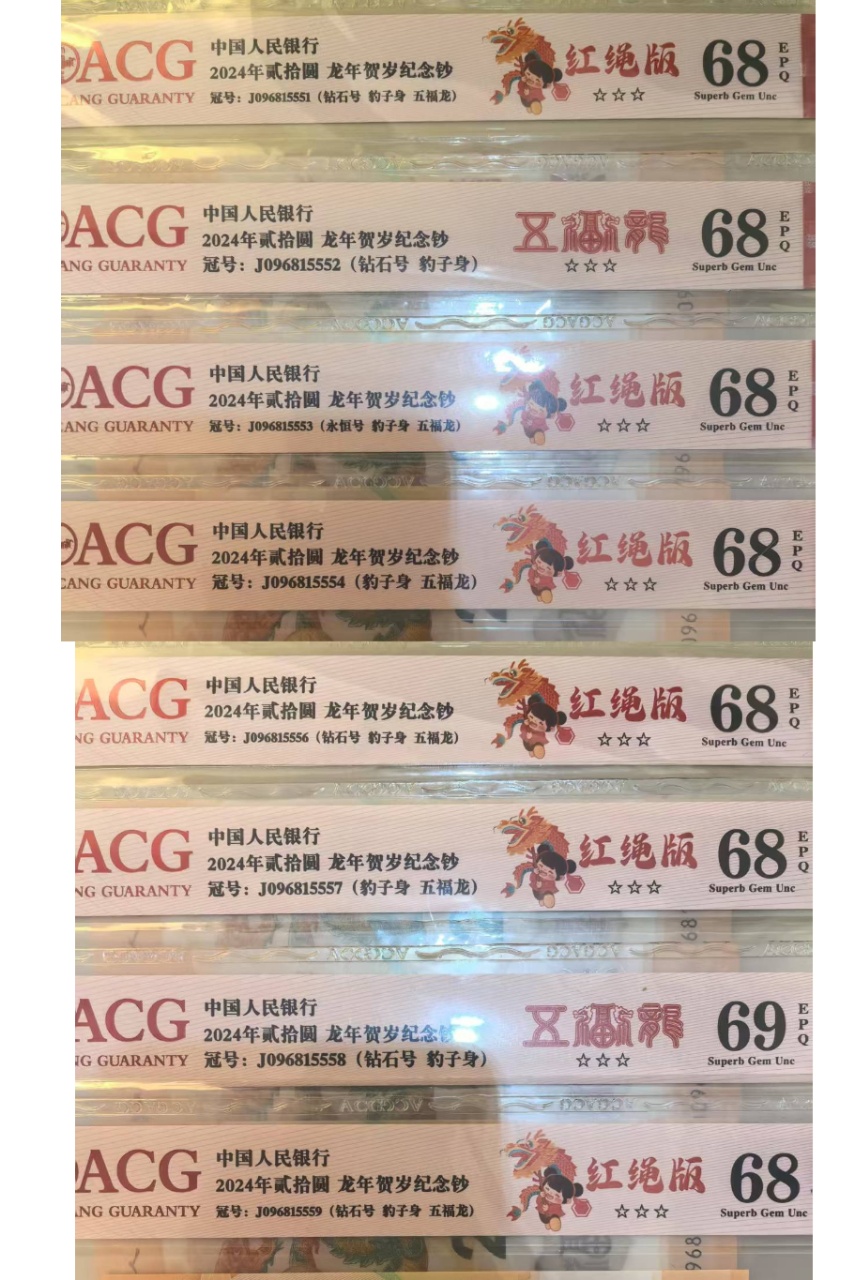 ACG
CANG GUARANTY
中国人民银行
2024年贰拾圆 龙年贺岁纪念钞
冠号：J096815551（钻石号 豹子身 五福龙）
红绳版
☆☆☆
68
EPQ
Superb Gem Unc
ACG
ANG GUARANTY
中国人民银行
2024年贰拾圆 龙年贺岁纪念钞
冠号：J096815552（钻石号 豹子身）
五福龍
☆☆☆
68
EPQ
Superb Gem Unc
ACG
CANG GUARANTY
中国人民银行
2024年贰拾圆 龙年贺岁纪念钞
冠号：J096815553（永恒号 豹子身 五福龙）
红绳版
☆☆☆
68
EPQ
Superb Gem Unc
ACG
CANG GUARANTY
中国人民银行
2024年贰拾圆 龙年贺岁纪念钞
冠号：J096815554（豹子身 五福龙）
红绳版
☆☆☆
68
EPQ
Superb Gem Unc
ACG
NG GUARANTY
中国人民银行
2024年贰拾圆 龙年贺岁纪念钞
冠号：J096815556（钻石号 豹子身 五福龙）
红绳版
☆☆☆
68
EPQ
Superb Gem Unc
ACG
NG GUARANTY
中国人民银行
2024年贰拾圆 龙年贺岁纪念钞
冠号：J096815557（豹子身 五福龙）
红绳版
☆☆☆
68
EPQ
Superb Gem Unc
ACG
NG GUARANTY
中国人民银行
2024年贰拾圆 龙年贺岁纪念
冠号：J096815558（钻石号 豹子身）
五福龍
☆☆☆
69
EPQ
Superb Gem Unc
ACG
ANG GUARANTY
中国人民银行
2024年贰拾圆 龙年贺岁纪念钞
冠号：J096815559（钻石号 豹子身 五福龙）
红绳版
☆☆☆
68
Superb Gem Unc